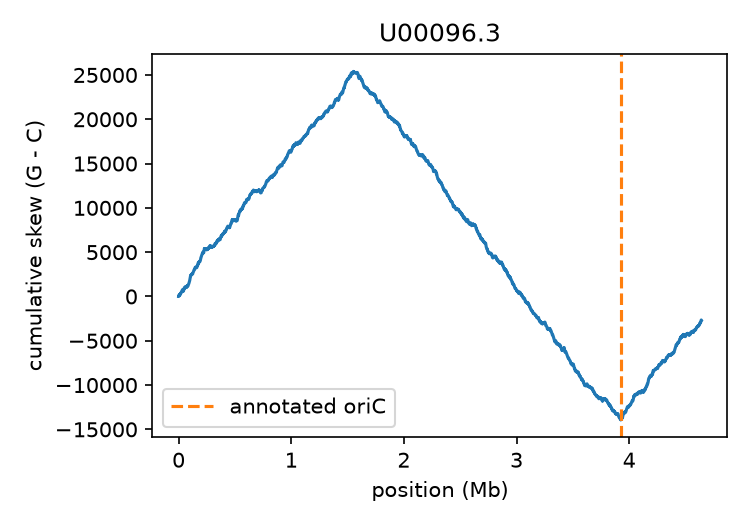 U00096.3
cumulative skew (G - C)
25000
20000
15000
10000
5000
0
−5000
−10000
−15000
annotated oriC
0 1 2 3 4
position (Mb)